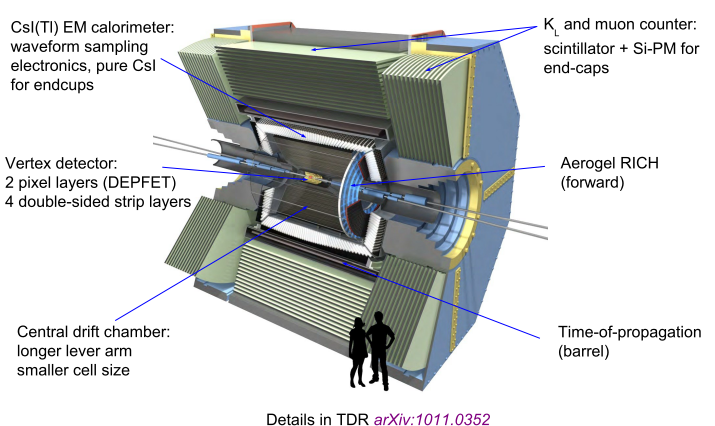 CsI(Tl) EM calorimeter:
waveform sampling
electronics, pure CsI
for endcups
K_L and muon counter:
scintillator + Si-PM for
end-caps
Vertex detector:
2 pixel layers (DEPFET)
4 double-sided strip layers
Aerogel RICH
(forward)
Central drift chamber:
longer lever arm
smaller cell size
Time-of-propagation
(barrel)
Details in TDR arXiv:1011.0352